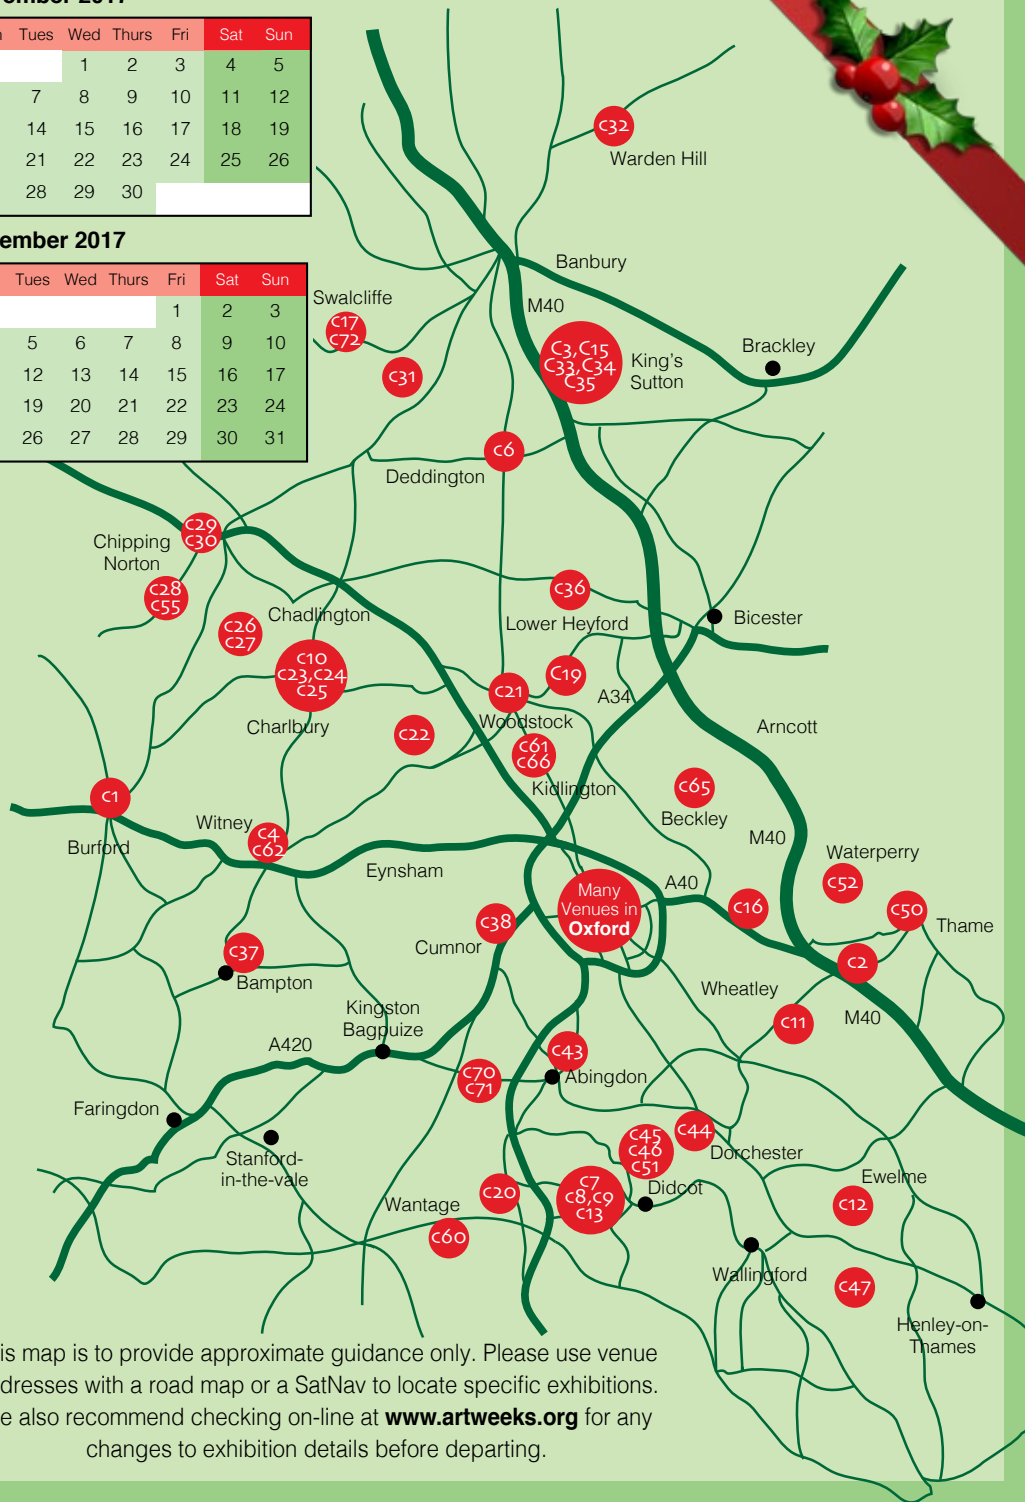 ember 2017
Tues Wed Thurs Fri Sat Sun
1 2 3 4 5
7 8 9 10 11 12
14 15 16 17 18 19
21 22 23 24 25 26
28 29 30
ember 2017
Tues Wed Thurs Fri Sat Sun
1 2 3
5 6 7 8 9 10
12 13 14 15 16 17
19 20 21 22 23 24
26 27 28 29 30 31
c32
Warden Hill
Banbury
M40
Swalcliffe
c17
c72
c31
C3,C15
C33,C34
C35
King's
Sutton
Brackley
c6
Deddington
c29
c30
Chipping
Norton
c28
c55
c36
Lower Heyford
Bicester
Chadlington
c26
c27
c10
c23,c24
c25
Charlbury
c21
Woodstock
C19
A34
c22
c61
c66
Kidlington
Arncott
c65
Beckley
c1
Burford
Witney
c4
c62
Eynsham
M40
Waterperry
c52
A40
c16
c50
Thame
Many
Venues in
Oxford
c38
Cumnor
c37
Bampton
c2
Wheatley
c11
M40
Kingston
Bagpuize
A420
c43
Abingdon
c70
c71
Faringdon
Stanford-
in-the-vale
c44
Dorchester
c45
c46
c51
Didcot
c7
c8,c9
c13
c20
Wantage
c60
Ewelme
c12
Wallingford
c47
Henley-on-
Thames
is map is to provide approximate guidance only. Please use venue
dresses with a road map or a SatNav to locate specific exhibitions.
e also recommend checking on-line at www.artweeks.org for any
changes to exhibition details before departing.